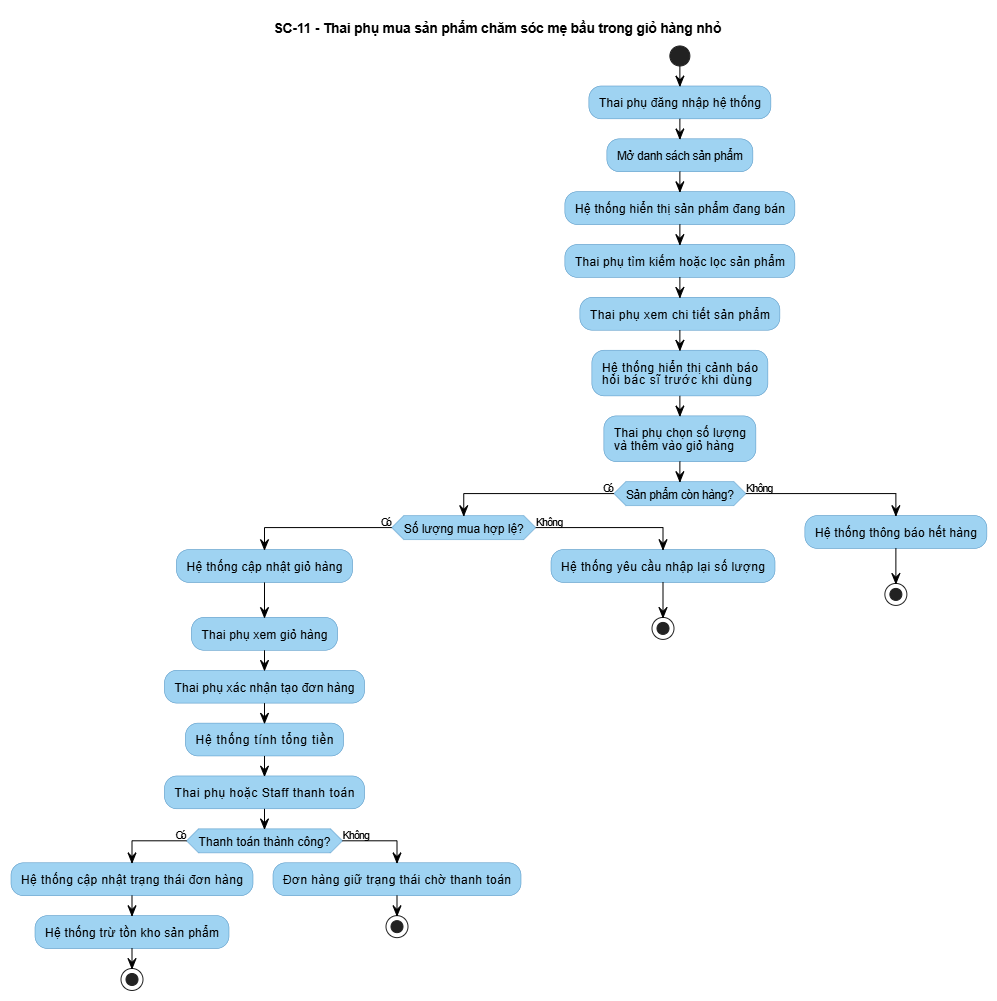 SC-11 - Thai phụ mua sản phẩm chăm sóc mẹ bầu trong giỏ hàng nhỏ
Thai phụ đăng nhập hệ thống
Mở danh sách sản phẩm
Hệ thống hiển thị sản phẩm đang bán
Thai phụ tìm kiếm hoặc lọc sản phẩm
Thai phụ xem chi tiết sản phẩm
Hệ thống hiển thị cảnh báo
hỏi bác sĩ trước khi dùng
Thai phụ chọn số lượng
và thêm vào giỏ hàng
Có
Sản phẩm còn hàng?
Không
Có
Số lượng mua hợp lệ?
Không
Hệ thống thông báo hết hàng
Hệ thống cập nhật giỏ hàng
Hệ thống yêu cầu nhập lại số lượng
Thai phụ xem giỏ hàng
Thai phụ xác nhận tạo đơn hàng
Hệ thống tính tổng tiền
Thai phụ hoặc Staff thanh toán
Có
Thanh toán thành công?
Không
Hệ thống cập nhật trạng thái đơn hàng
Đơn hàng giữ trạng thái chờ thanh toán
Hệ thống trừ tồn kho sản phẩm